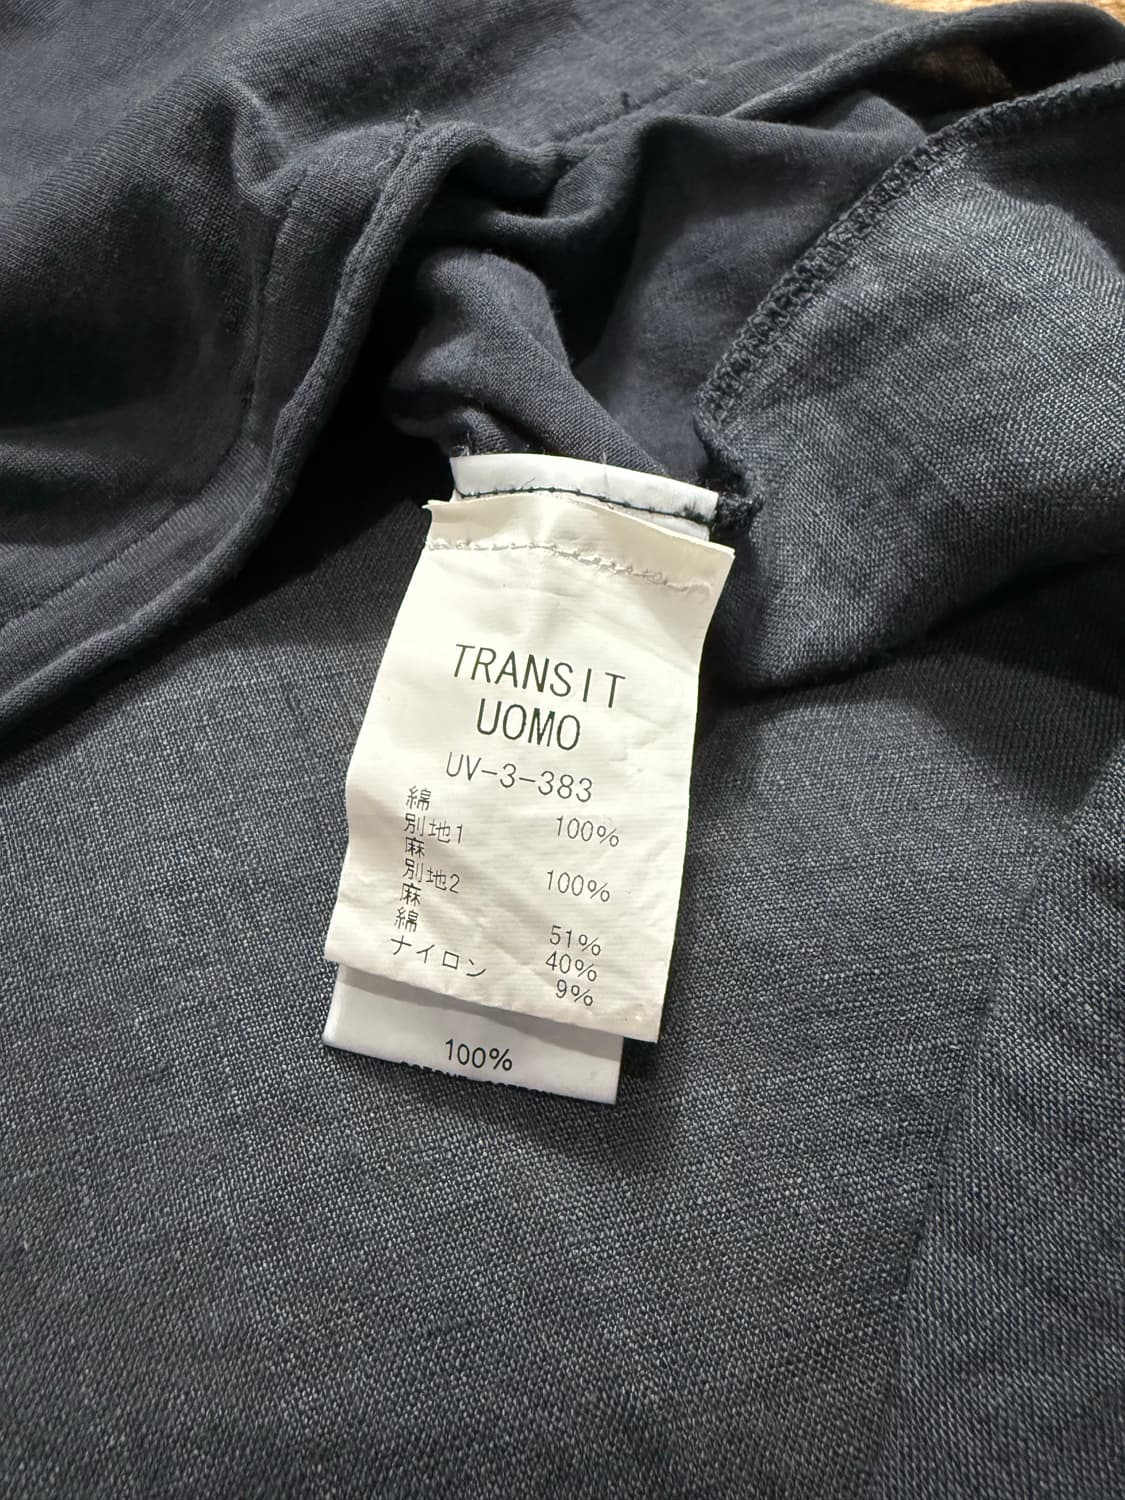 TRANSIT
UOMO
UV-3-383
綿 100%
別地1
麻 100%
別地2
麻 51%
綿 40%
ナイロン 9%
100%